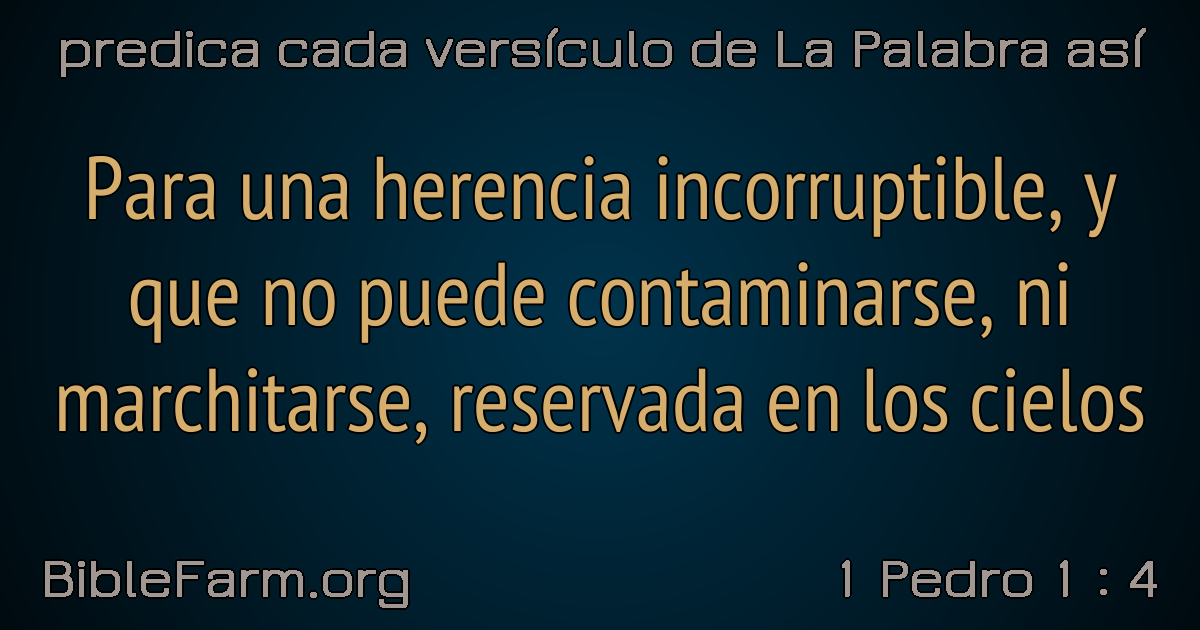 predica cada versículo de La Palabra así
Para una herencia incorruptible, y
que no puede contaminarse, ni
marchitarse, reservada en los cielos
BibleFarm.org
1 Pedro 1 : 4